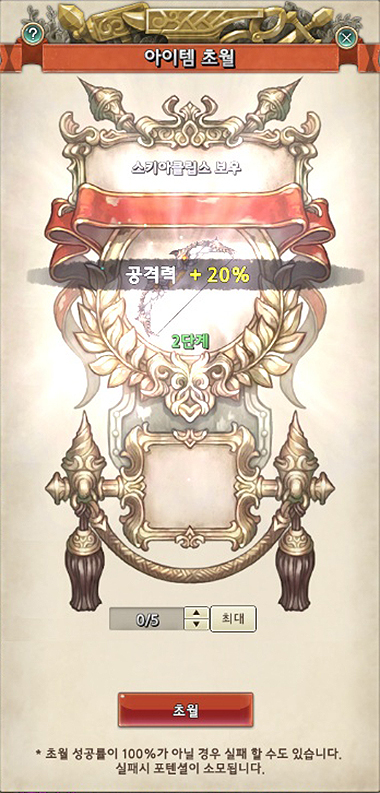 ?
아이템 초월
스키아클립스 보우
공격력 + 20%
2단계
0/5 최대
초월
* 초월 성공률이 100%가 아닐 경우 실패 할 수도 있습니다.
실패시 포텐셜이 소모됩니다.